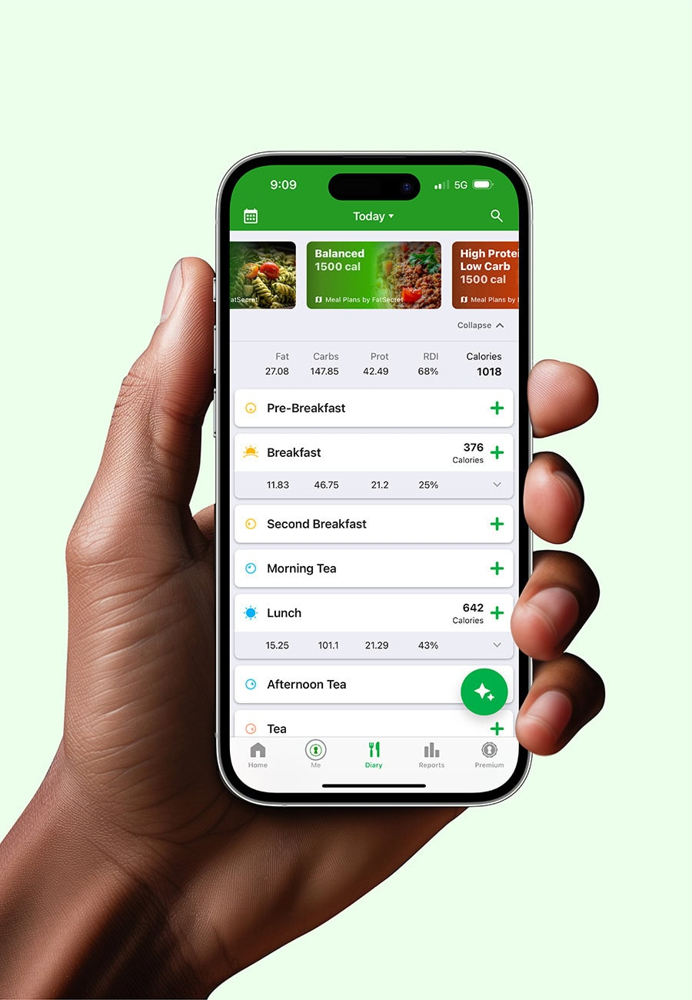 9:09
5G
Today
Balanced
1500 cal
Meal Plans by FatSecret
High Protei
Low Carb
1500 cal
Meal Plans by
atSecret
Collapse
Fat Carbs Prot RDI Calories
27.08 147.85 42.49 68% 1018
Pre-Breakfast
Breakfast
376
Calories
11.83 46.75 21.2 25%
Second Breakfast
Morning Tea
Lunch
642
Calories
15.25 101.1 21.29 43%
Afternoon Tea
Tea
Home Me Diary Reports Premium